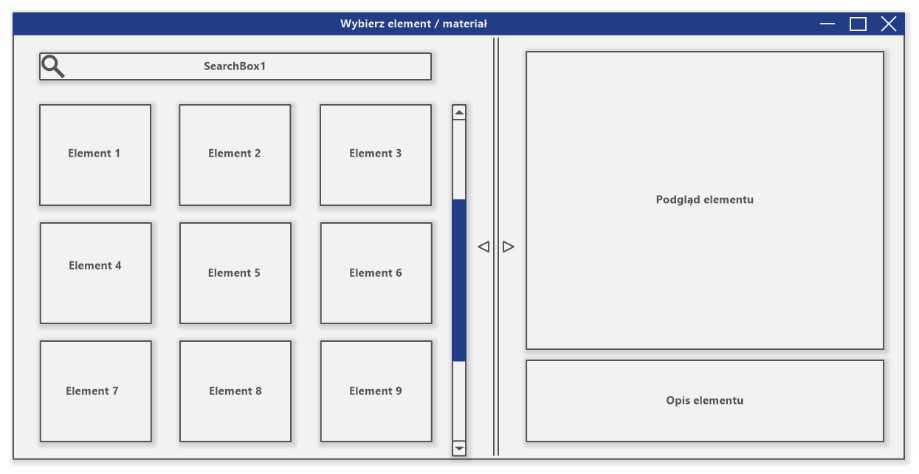 Wybierz element / materiał
SearchBox1
Element 1
Element 2
Element 3
Element 4
Element 5
Element 6
Element 7
Element 8
Element 9
Podgląd elementu
Opis elementu